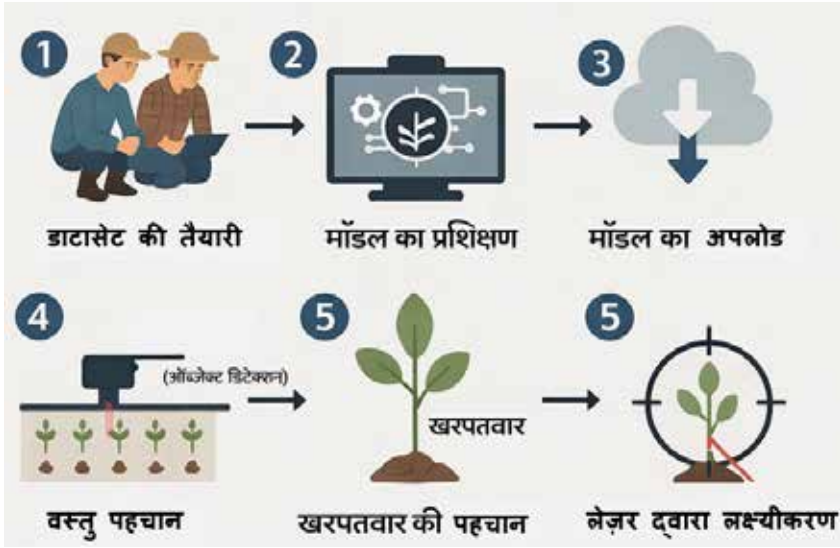 1
2
3
डाटासेट की तैयारी
मॉडल का प्रशिक्षण
मॉडल का अपलोड
4
5
5
(ऑब्जेक्ट डिटेक्शन)
खरपतवार
वस्तु पहचान
खरपतवार की पहचान
लेज़र द्वारा लक्ष्यीकरण